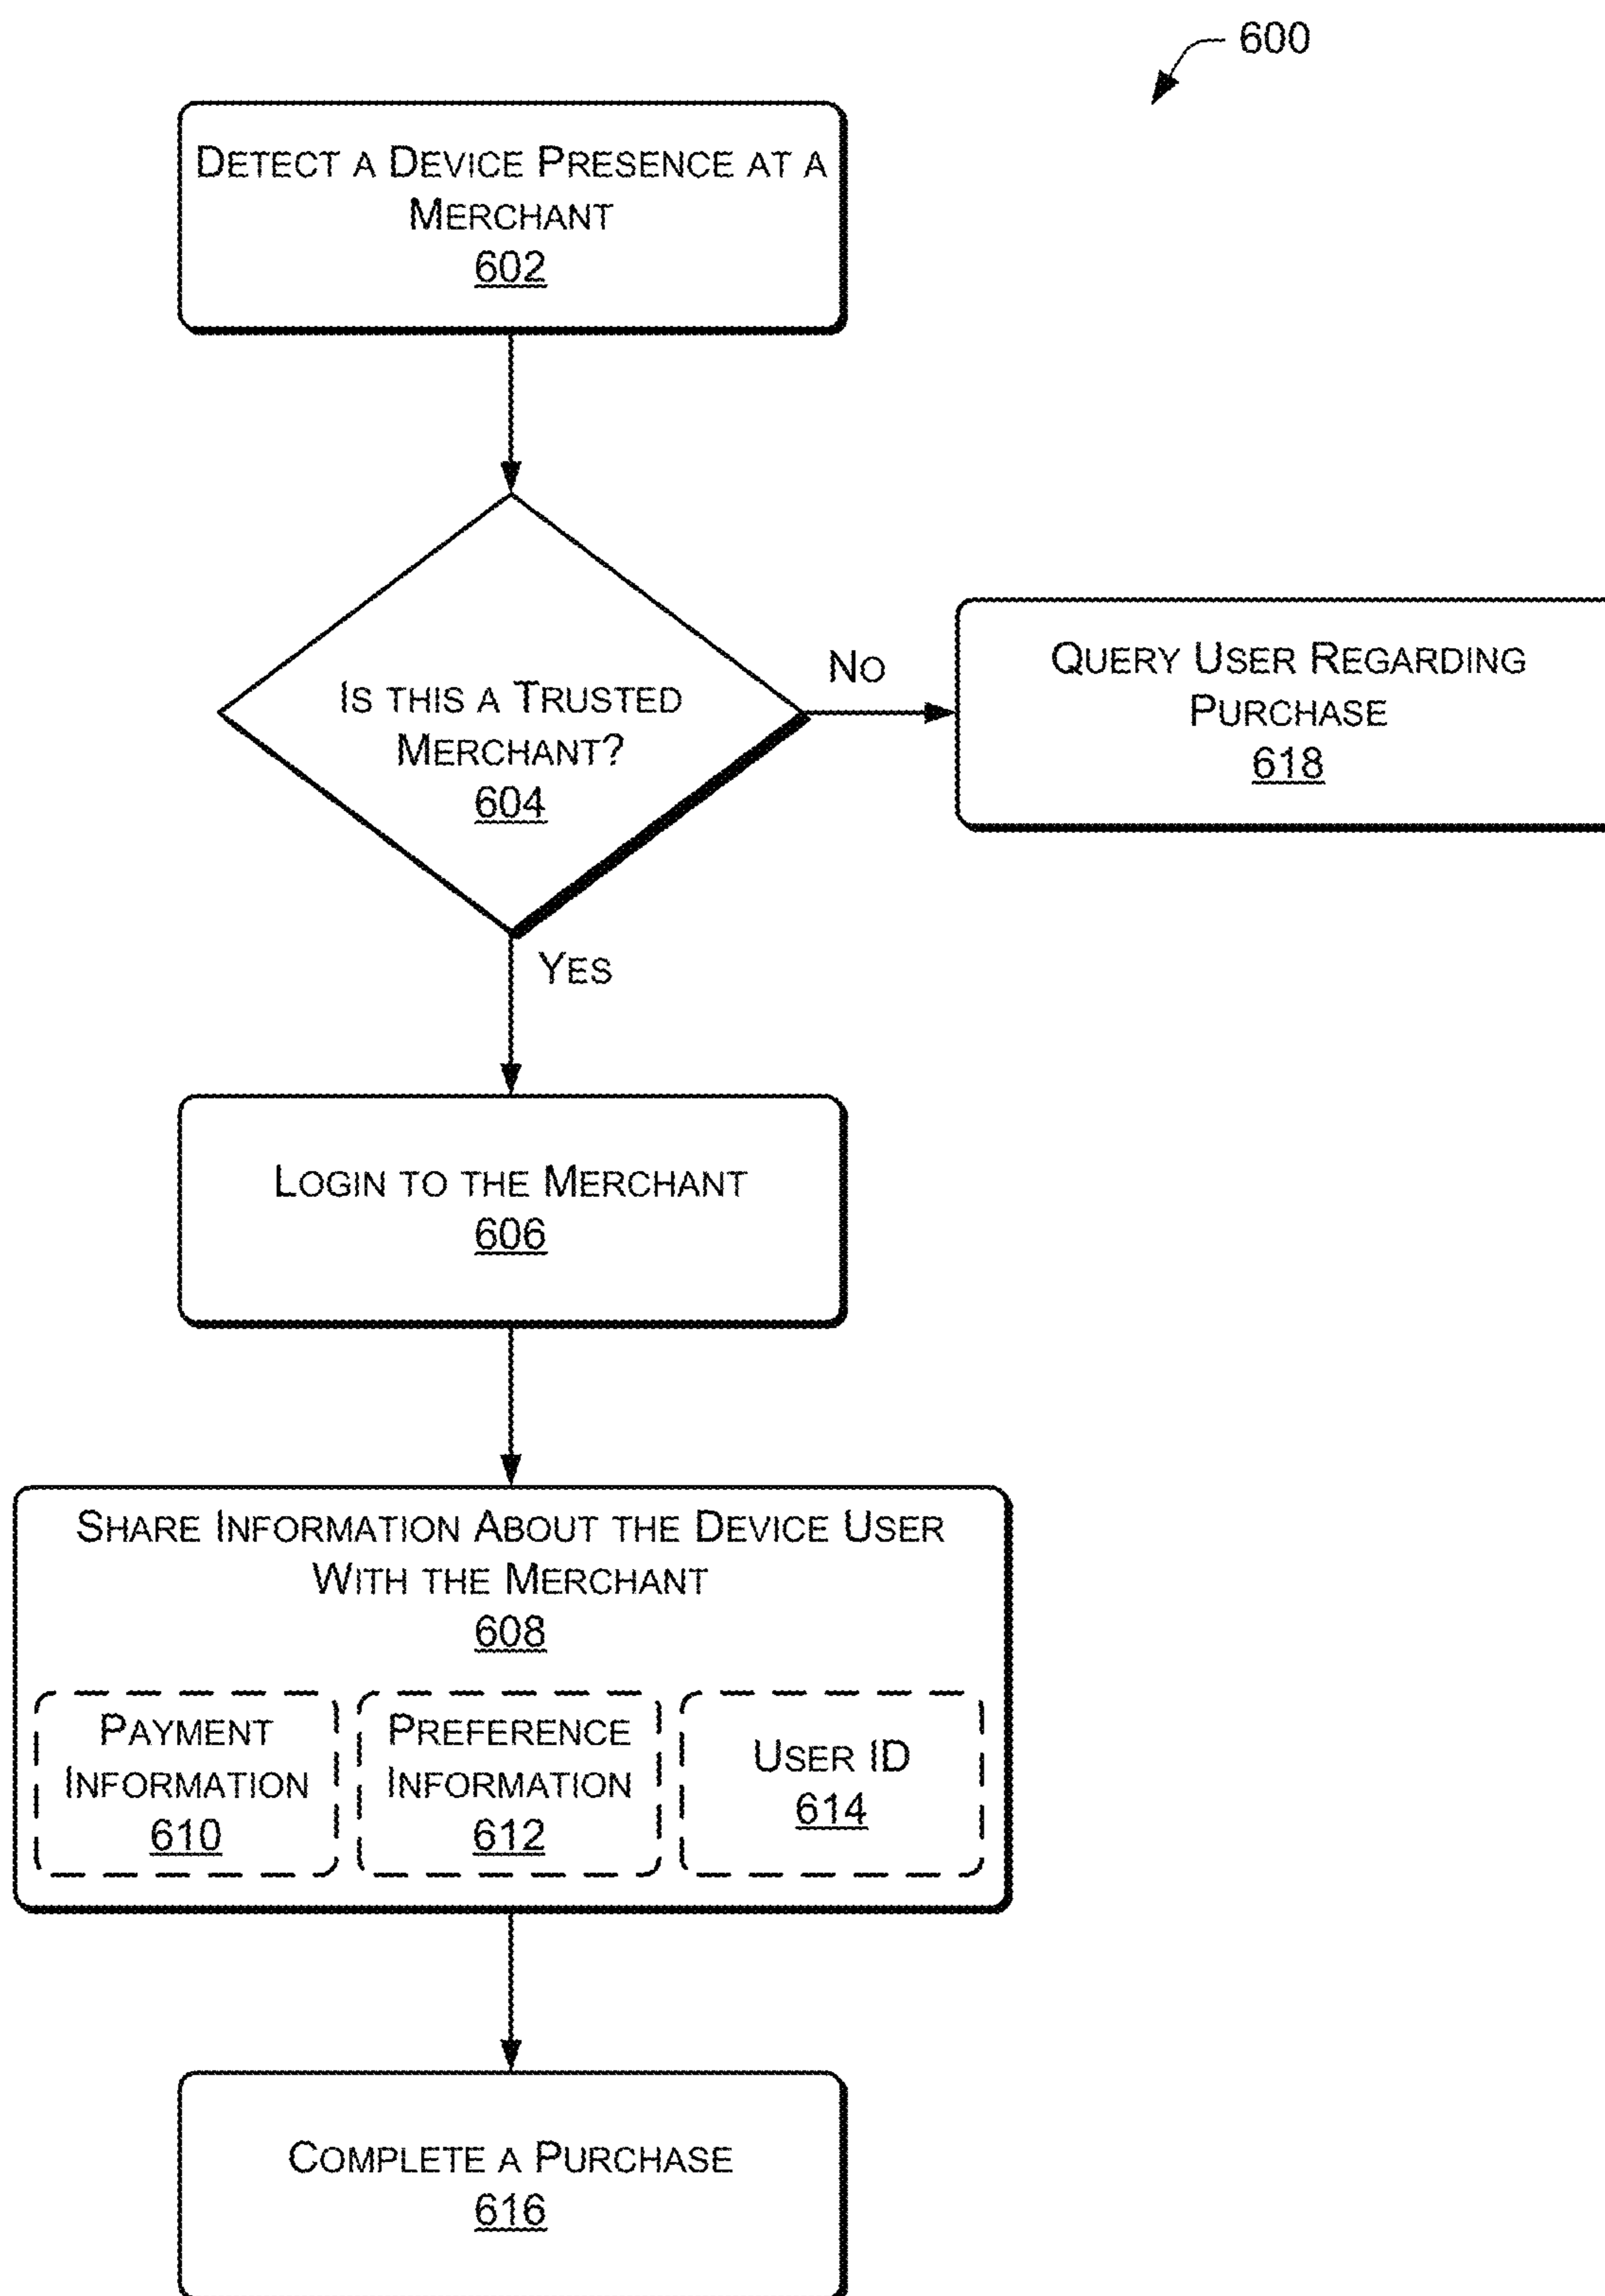 600
DETECT A DEVICE PRESENCE AT A
MERCHANT
602
IS THIS A TRUSTED
MERCHANT?
604
NO
QUERY USER REGARDING
PURCHASE
618
YES
LOGIN TO THE MERCHANT
606
SHARE INFORMATION ABOUT THE DEVICE USER
WITH THE MERCHANT
608
PAYMENT
INFORMATION
610
PREFERENCE
INFORMATION
612
USER ID
614
COMPLETE A PURCHASE
616